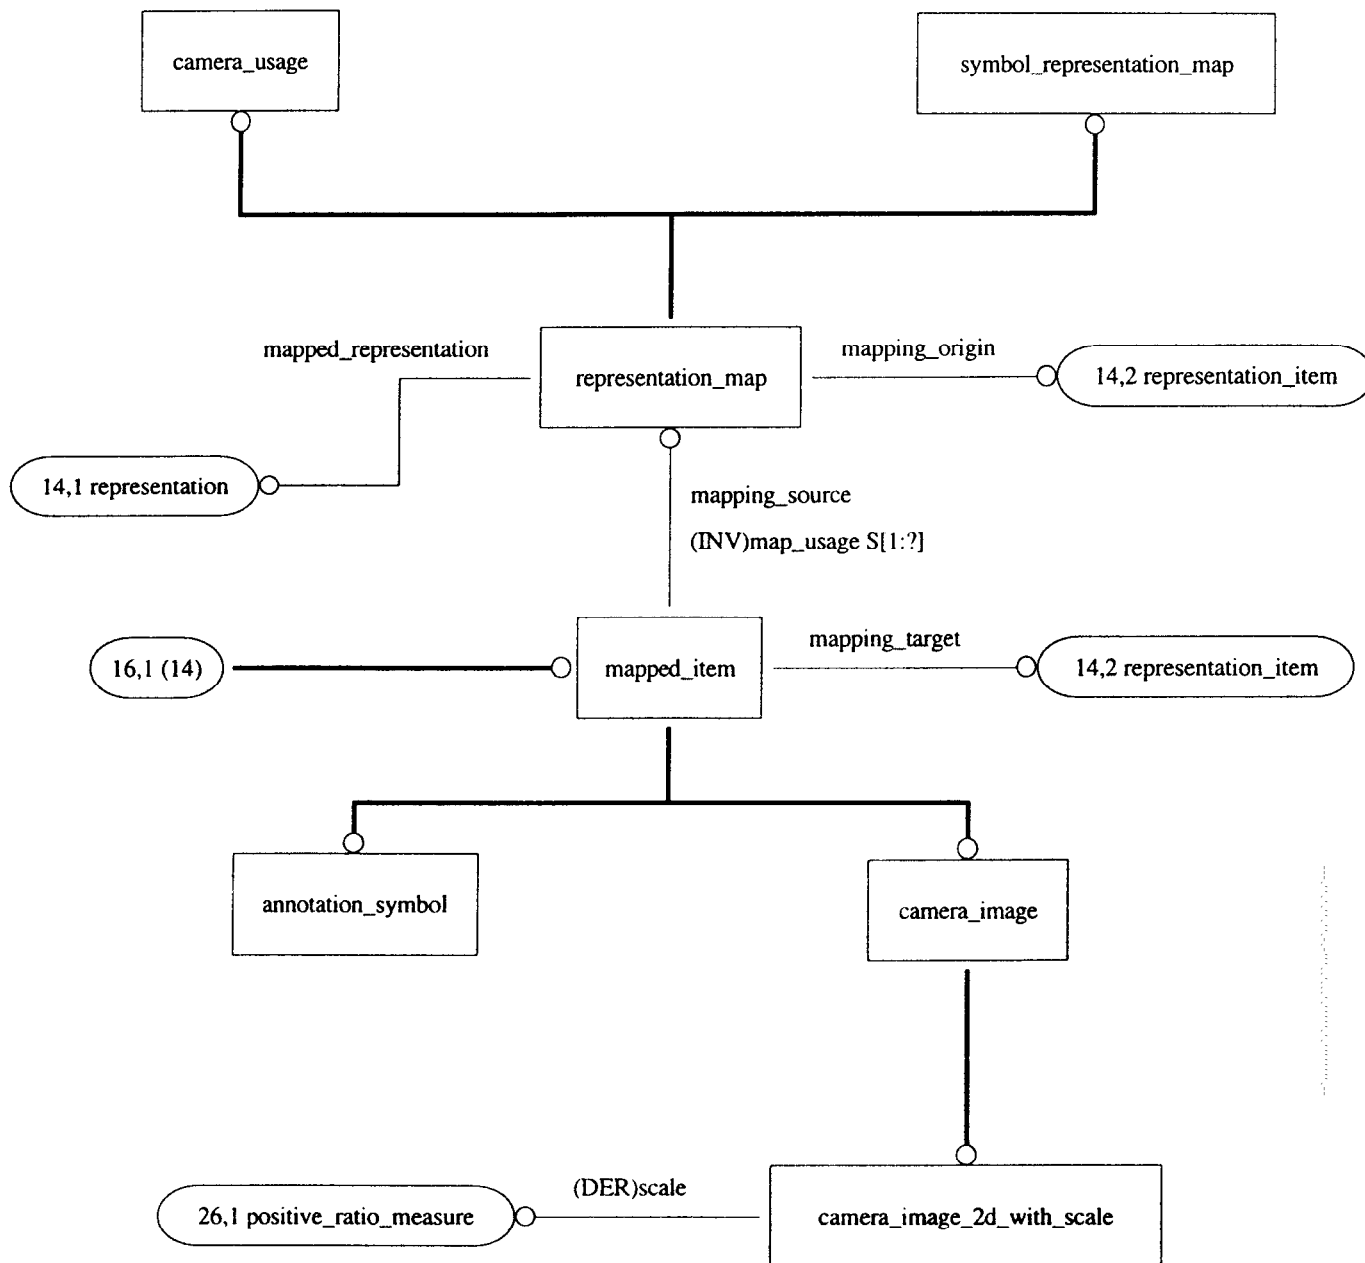 camera_usage
symbol_representation_map
mapped_representation
mapping_origin
representation_map
14,2 representation_item
14,1 representation
mapping_source
(INV)map_usage S[1:?]
mapping_target
16,1 (14)
mapped_item
14,2 representation_item
annotation_symbol
camera_image
(DER)scale
26,1 positive_ratio_measure
camera_image_2d_with_scale